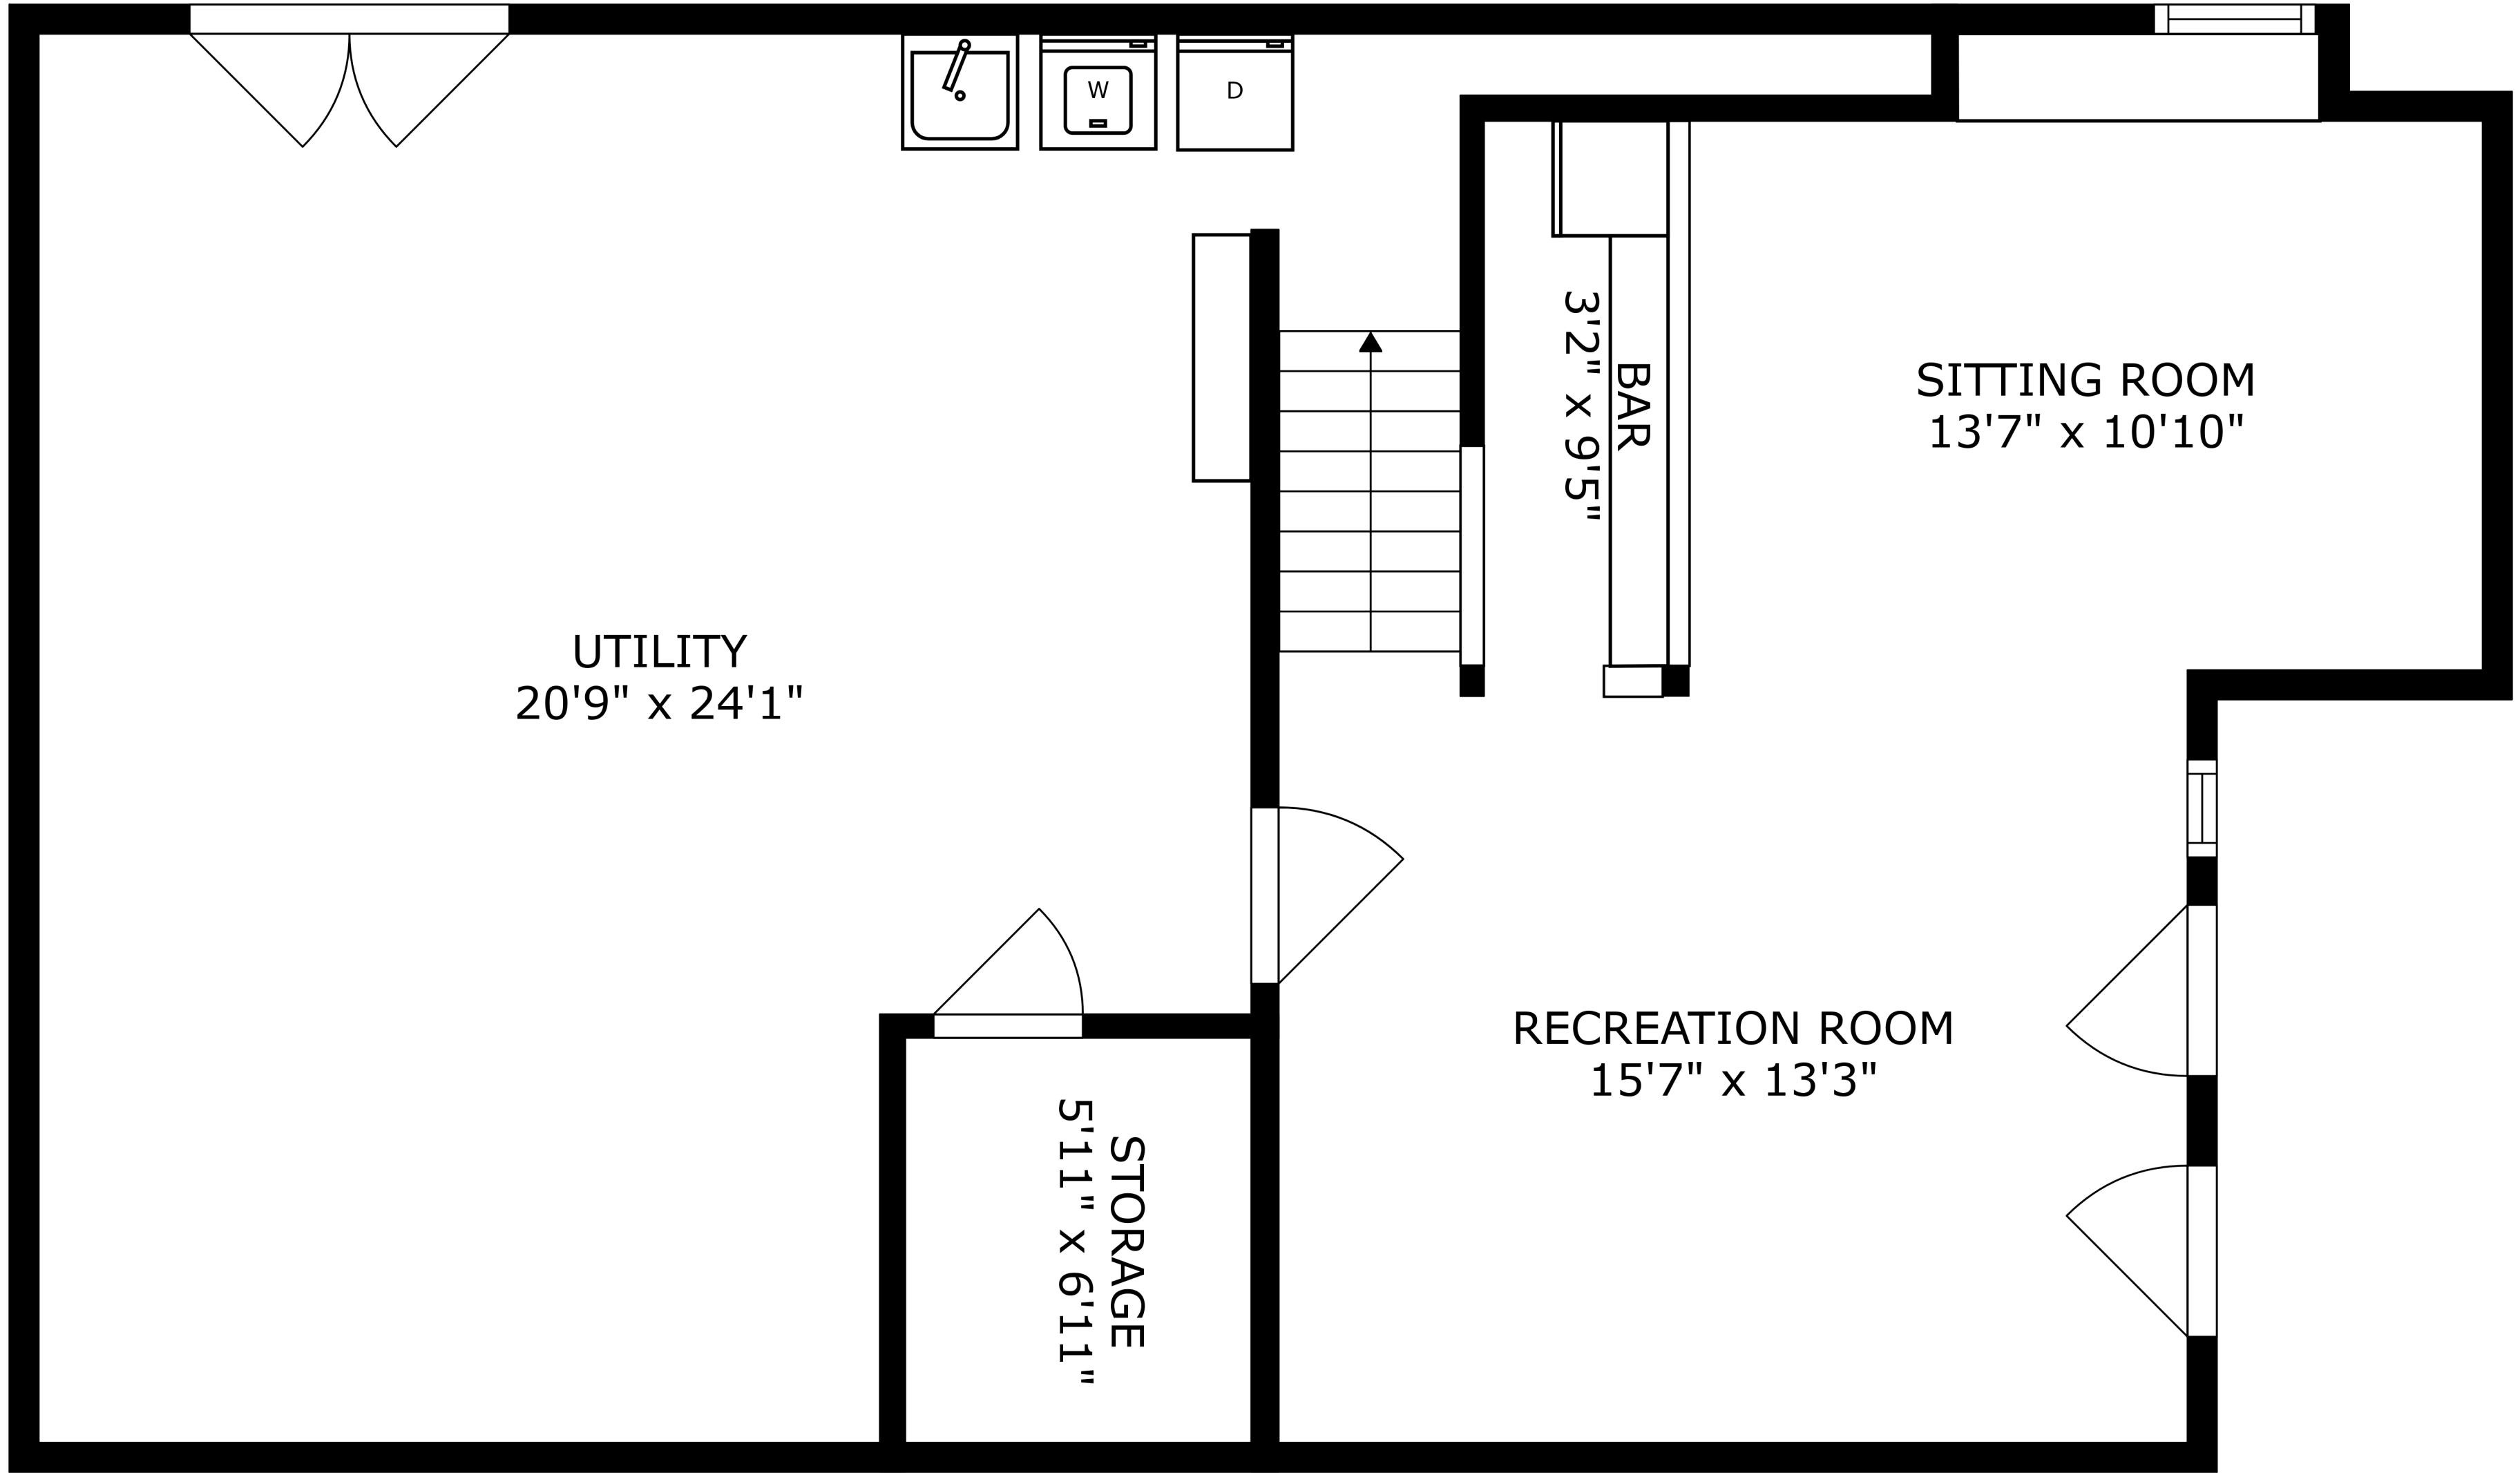 W
D
BAR
3'2" x 9'5"
SITTING ROOM
13'7" x 10'10"
UTILITY
20'9" x 24'1"
RECREATION ROOM
15'7" x 13'3"
STORAGE
5'11" x 6'11"